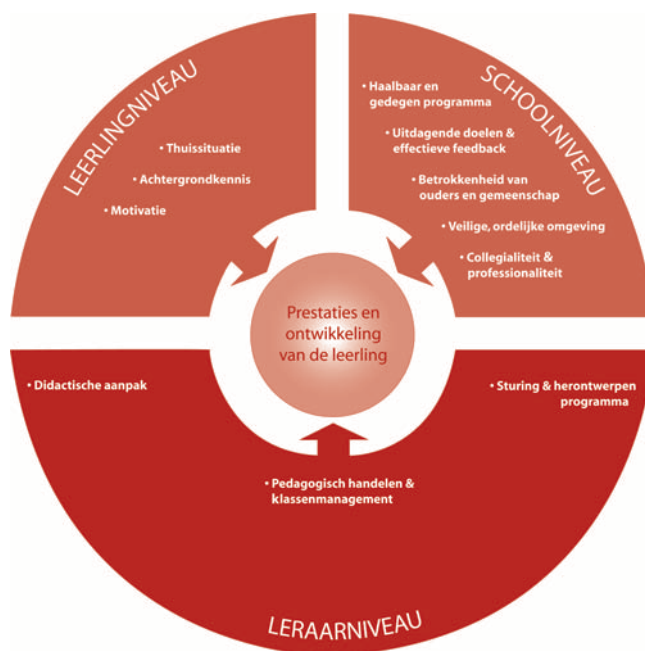 LEERLINGNIVEAU
• Thuissituatie
• Achtergrondkennis
• Motivatie
SCHOOLNIVEAU
• Haalbaar en
gedegen programma
• Uitdagende doelen &
effectieve feedback
• Betrokkenheid van
ouders en gemeenschap
• Veilige, ordelijke omgeving
• Collegialiteit &
professionaliteit
Prestaties en
ontwikkeling
van de leerling
• Didactische aanpak
• Sturing & herontwerpen
programma
• Pedagogisch handelen &
klassenmanagement
LERAARNIVEAU